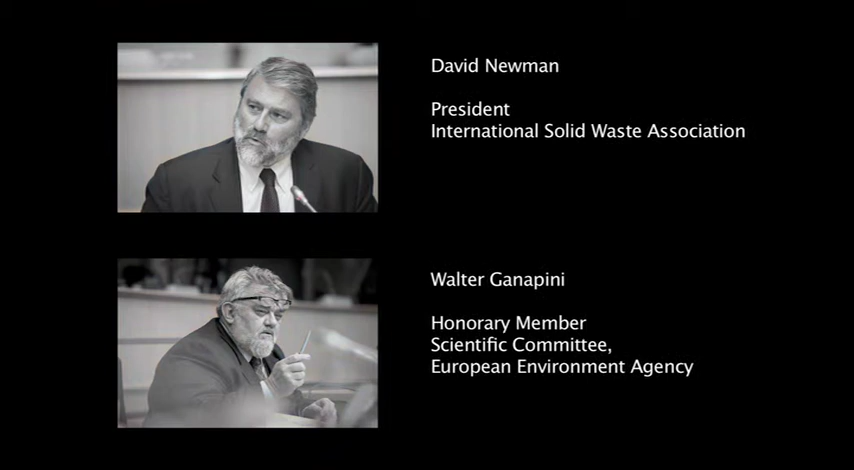 David Newman
President
International Solid Waste Association
Walter Ganapini
Honorary Member
Scientific Committee,
European Environment Agency